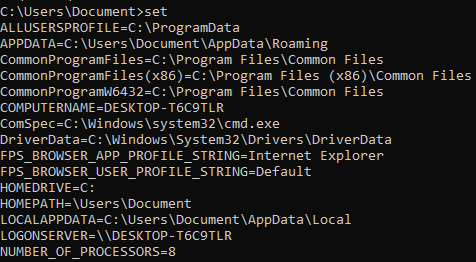 C:\Users\Document>set
ALLUSERSPROFILE=C:\ProgramData
APPDATA=C:\Users\Document\AppData\Roaming
CommonProgramFiles=C:\Program Files\Common Files
CommonProgramFiles(x86)=C:\Program Files (x86)\Common Files
CommonProgramW6432=C:\Program Files\Common Files
COMPUTERNAME=DESKTOP-T6C9TLR
ComSpec=C:\Windows\system32\cmd.exe
DriverData=C:\Windows\System32\Drivers\DriverData
FPS_BROWSER_APP_PROFILE_STRING=Internet Explorer
FPS_BROWSER_USER_PROFILE_STRING=Default
HOMEDRIVE=C:
HOMEPATH=\Users\Document
LOCALAPPDATA=C:\Users\Document\AppData\Local
LOGONSERVER=\\DESKTOP-T6C9TLR
NUMBER_OF_PROCESSORS=8